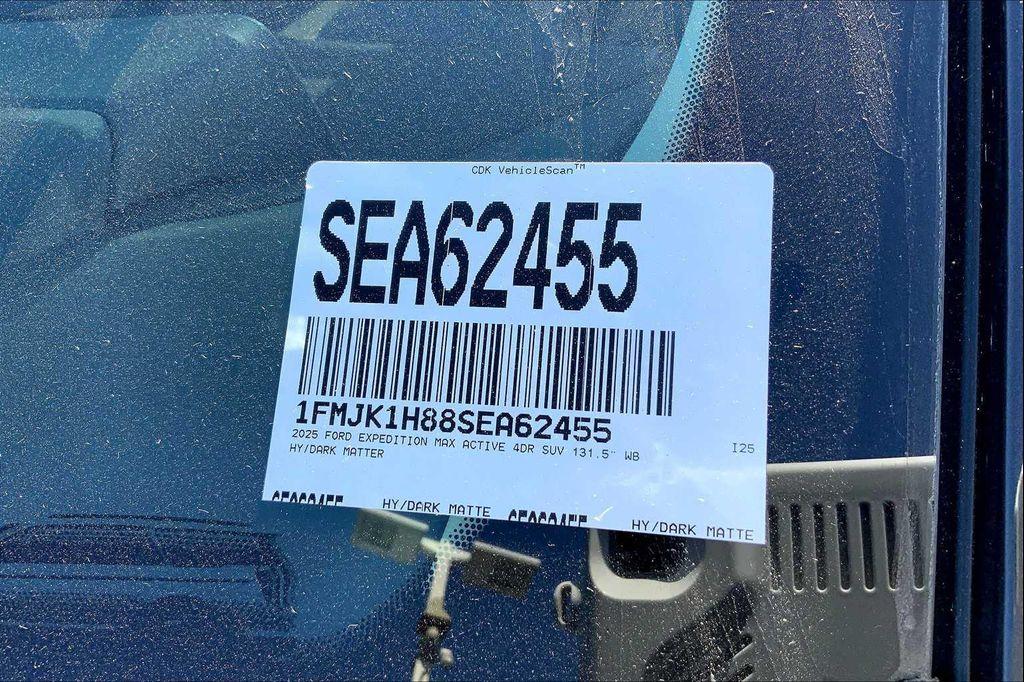 CDK VehicleScan™
SEA62455
1FMJK1H88SEA62455
2025 FORD EXPEDITION MAX ACTIVE 4DR SUV 131.5" WB
I25
HY/DARK MATTER
HY/DARK MATTE
HY/DARK MATTE